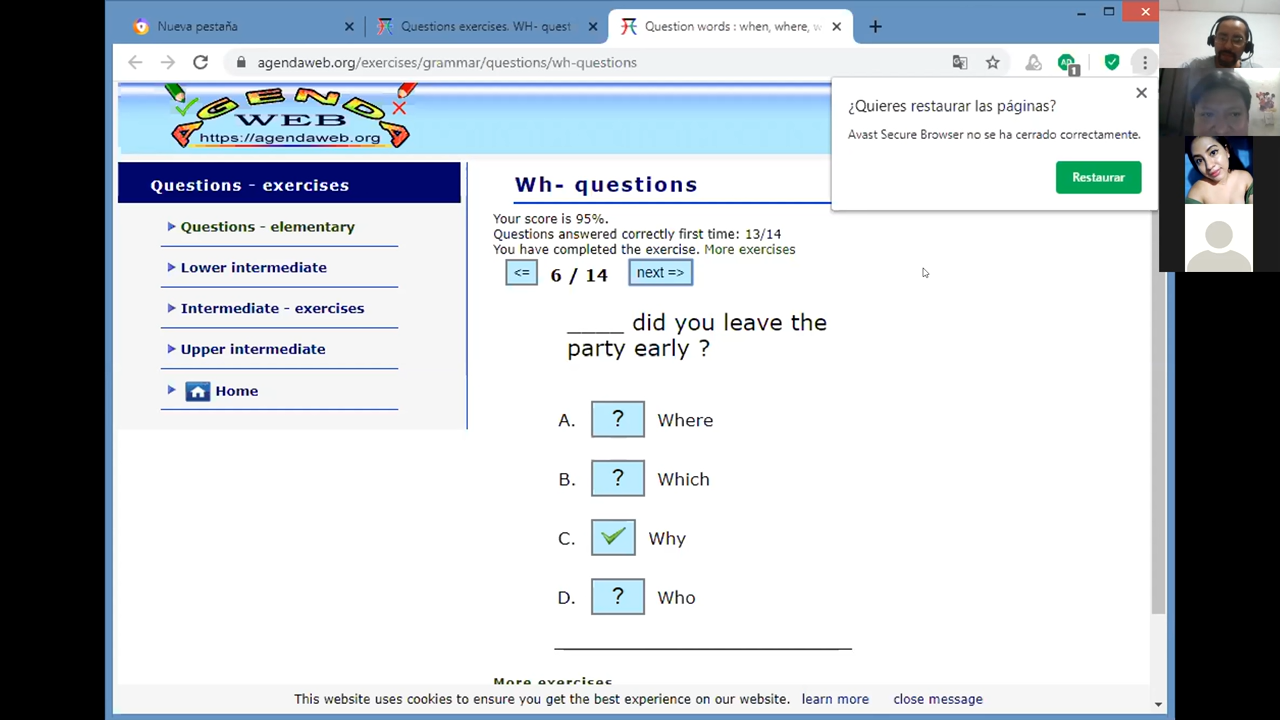 Nueva pestaña
Questions exercises. WH- quest
Question words : when, where, w
agendaweb.org/exercises/grammar/questions/wh-questions
1
¿Quieres restaurar las páginas?
Avast Secure Browser no se ha cerrado correctamente.
Restaurar
AGENDA
WEB
https://agendaweb.org
Questions - exercises
Questions - elementary
Lower intermediate
Intermediate - exercises
Upper intermediate
Home
Wh- questions
Your score is 95%.
Questions answered correctly first time: 13/14
You have completed the exercise. More exercises
<= 6 / 14 next =>
____ did you leave the
party early ?
A. ? Where
B. ? Which
C. Why
D. ? Who
More exercises
This website uses cookies to ensure you get the best experience on our website. learn more close message